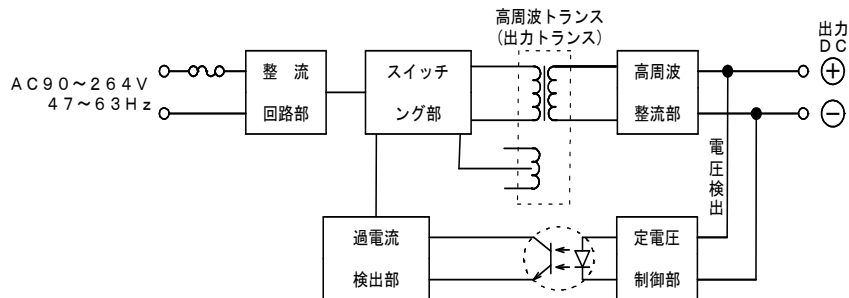 高周波トランス
(出力トランス)
出力
DC
AC90～264V
47～63Hz
整 流
回路部
スイッチ
ング部
高周波
整流部
+
−
電圧検出
過電流
検出部
定電圧
制御部